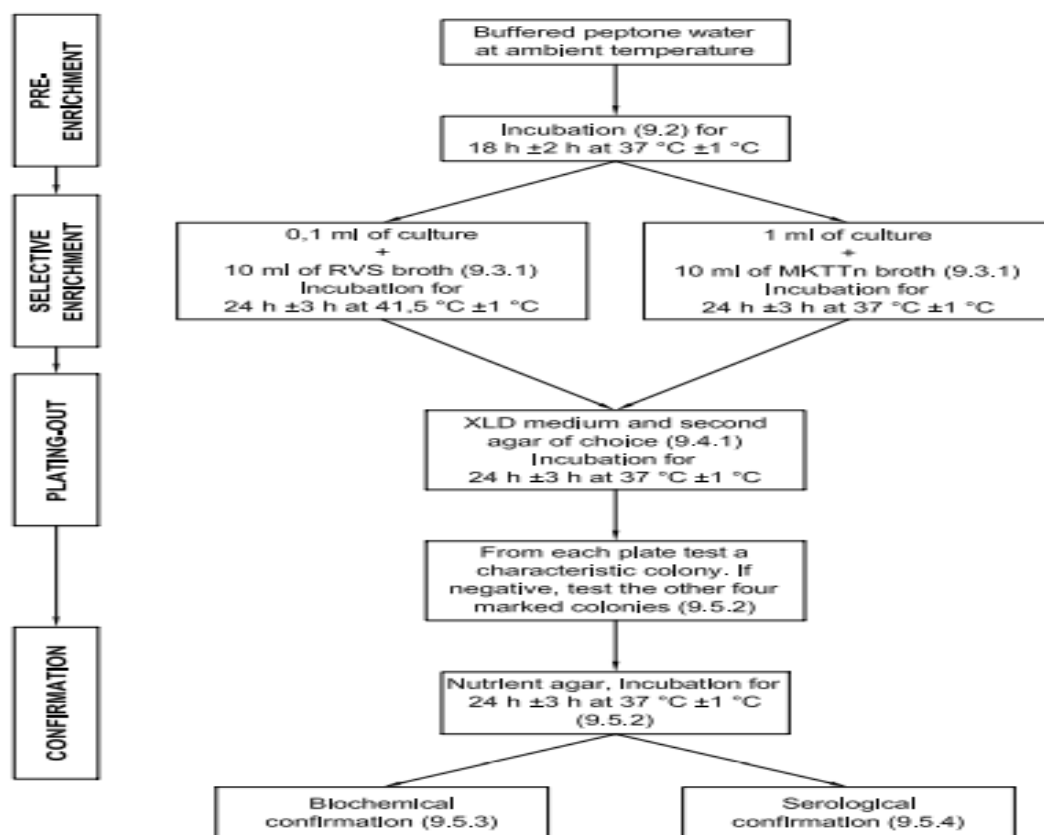 PRE-
ENRICHMENT
Buffered peptone water
at ambient temperature
Incubation (9.2) for
18 h ±2 h at 37 °C ±1 °C
SELECTIVE
ENRICHMENT
0,1 ml of culture
+
10 ml of RVS broth (9.3.1)
Incubation for
24 h ±3 h at 41,5 °C ±1 °C
1 ml of culture
+
10 ml of MKTTn broth (9.3.1)
Incubation for
24 h ±3 h at 37 °C ±1 °C
PLATING-OUT
XLD medium and second
agar of choice (9.4.1)
Incubation for
24 h ±3 h at 37 °C ±1 °C
From each plate test a
characteristic colony. If
negative, test the other four
marked colonies (9.5.2)
CONFIRMATION
Nutrient agar, Incubation for
24 h ±3 h at 37 °C ±1 °C
(9.5.2)
Biochemical
confirmation (9.5.3)
Serological
confirmation (9.5.4)